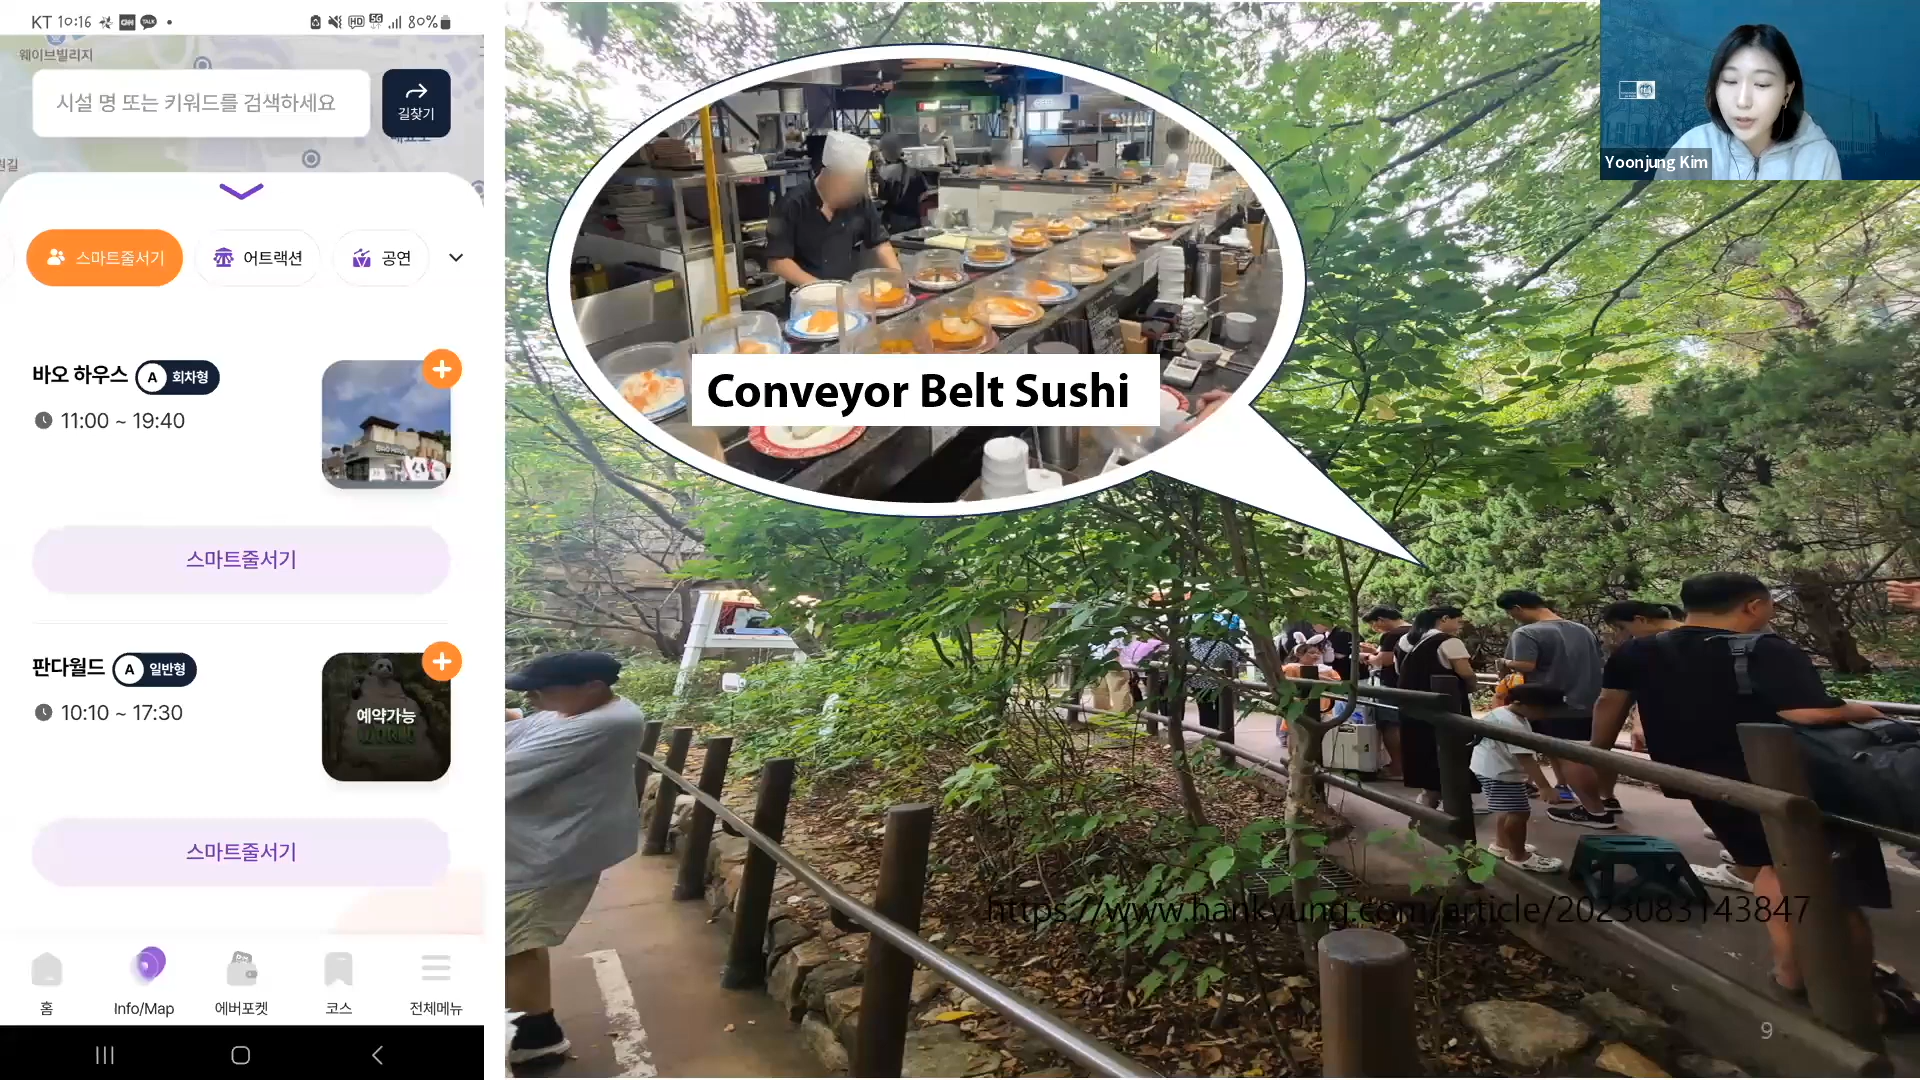 KT 10:16
HD 5G 80%
웨이브빌리지
시설 명 또는 키워드를 검색하세요
길찾기
스마트줄서기
어트랙션
공연
바오 하우스 A 회차형
11:00 ~ 19:40
스마트줄서기
판다월드 A 일반형
10:10 ~ 17:30
예약가능
WORLD
스마트줄서기
홈
Info/Map
에버포켓
코스
전체메뉴
Conveyor Belt Sushi
https://www.hankyung.com/article/2023083143847
9
Yoonjung Kim